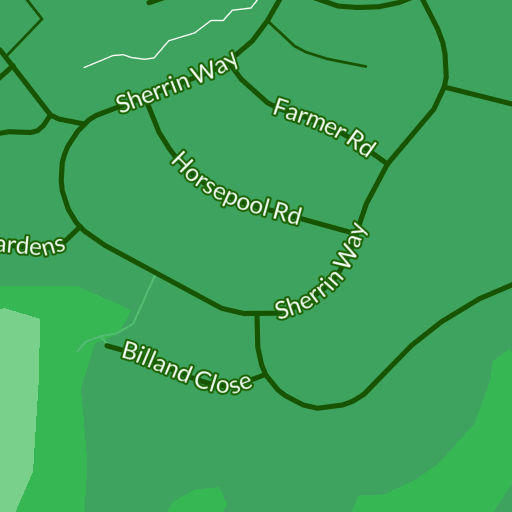 Sherrin Way
Farmer Rd
Horsepool Rd
ardens
Sherrin Way
Billand Close